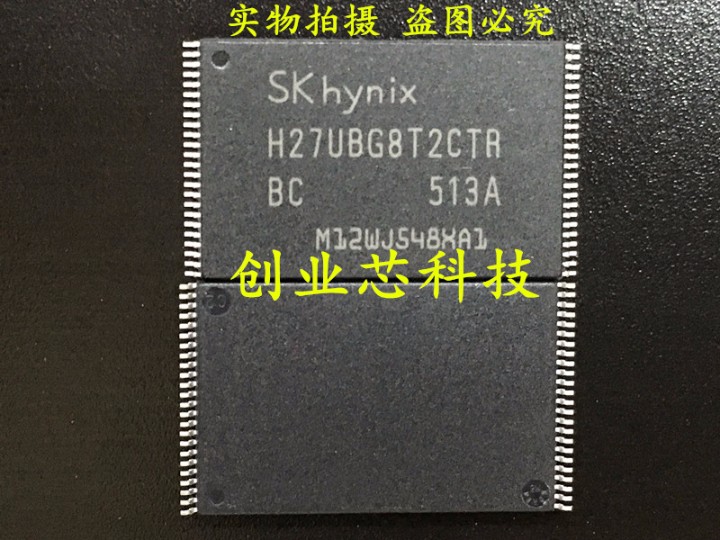 实物拍摄 盗图必究
SK hynix
H27UBG8T2CTR
BC 513A
M12WJ548XA1
创业芯科技